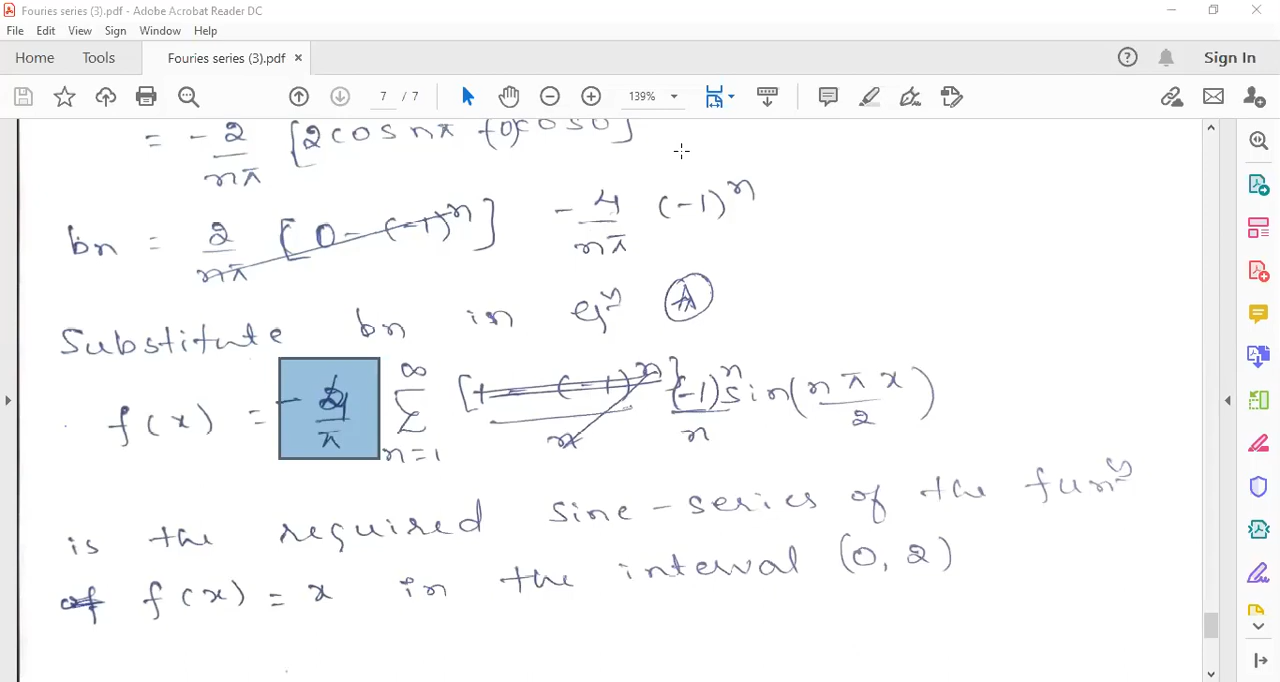 Fouries series (3).pdf - Adobe Acrobat Reader DC
File Edit View Sign Window Help
Home Tools Fouries series (3).pdf × Sign In
7 / 7 139%
= - 2/nπ [2 cos nπ - (0) cos 0]
bn = 2/nπ [0 - (-1)^n] - 4/nπ (-1)^n
Substitute bn in eqn (A)
f(x) = - 4/π ∑ n=1 ∞ [1 - (-1)^n]/n (-1)^n/n sin(nπx/2)
is the required sine-series of the funn
of f(x) = x in the interval (0, 2)